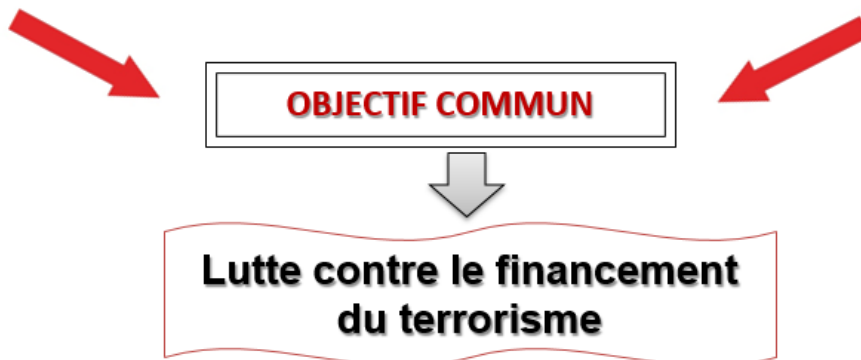 OBJECTIF COMMUN
Lutte contre le financement
du terrorisme